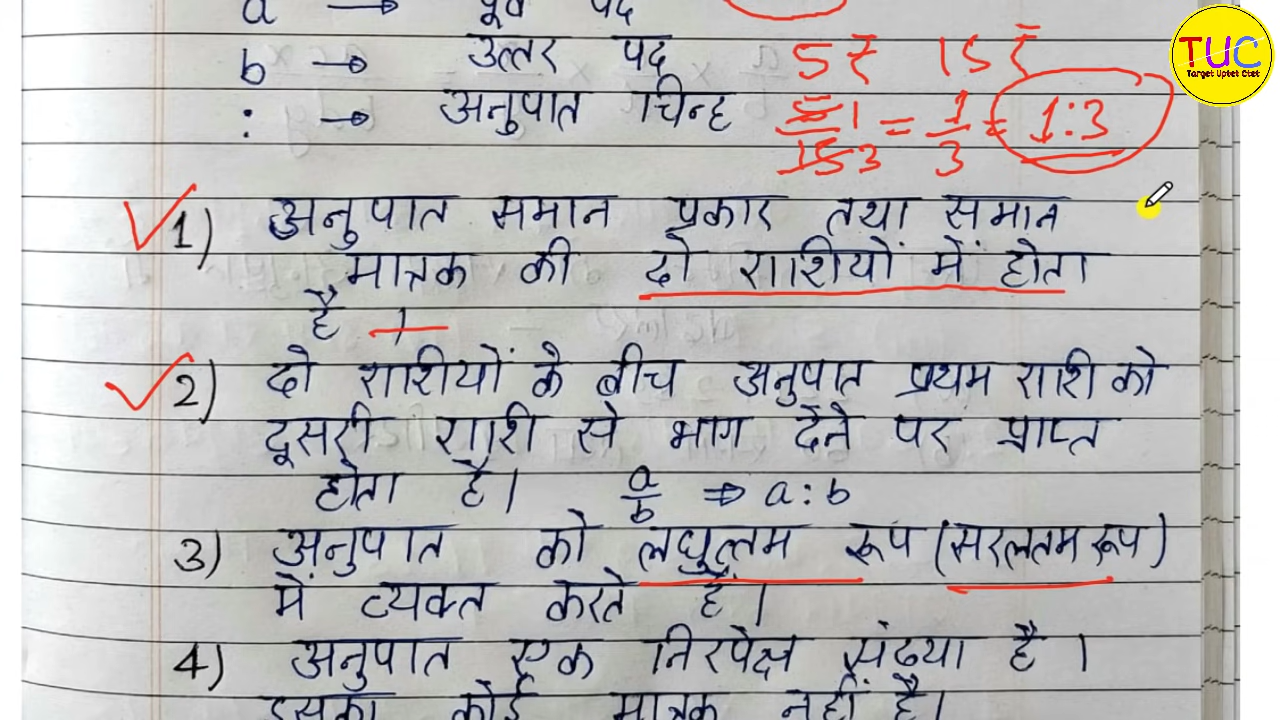 a → पूर्व पद
b → उत्तर पद
: → अनुपात चिन्ह
5₹ 15₹
5/15 1/3 = 1/3 = 1:3
TUC
Target Uptet Ctet
1) अनुपात समान प्रकार तथा समान
मात्रक की दो राशियों में होता
है ।
2) दो राशियों के बीच अनुपात प्रथम राशि को
दूसरी राशि से भाग देने पर प्राप्त
होता है। a/b ⇒ a:b
3) अनुपात को लघुत्तम रूप (सरलतम रूप)
में व्यक्त करते हैं।
4) अनुपात एक निरपेक्ष संख्या है ।
इसका कोई मात्रक नहीं है।